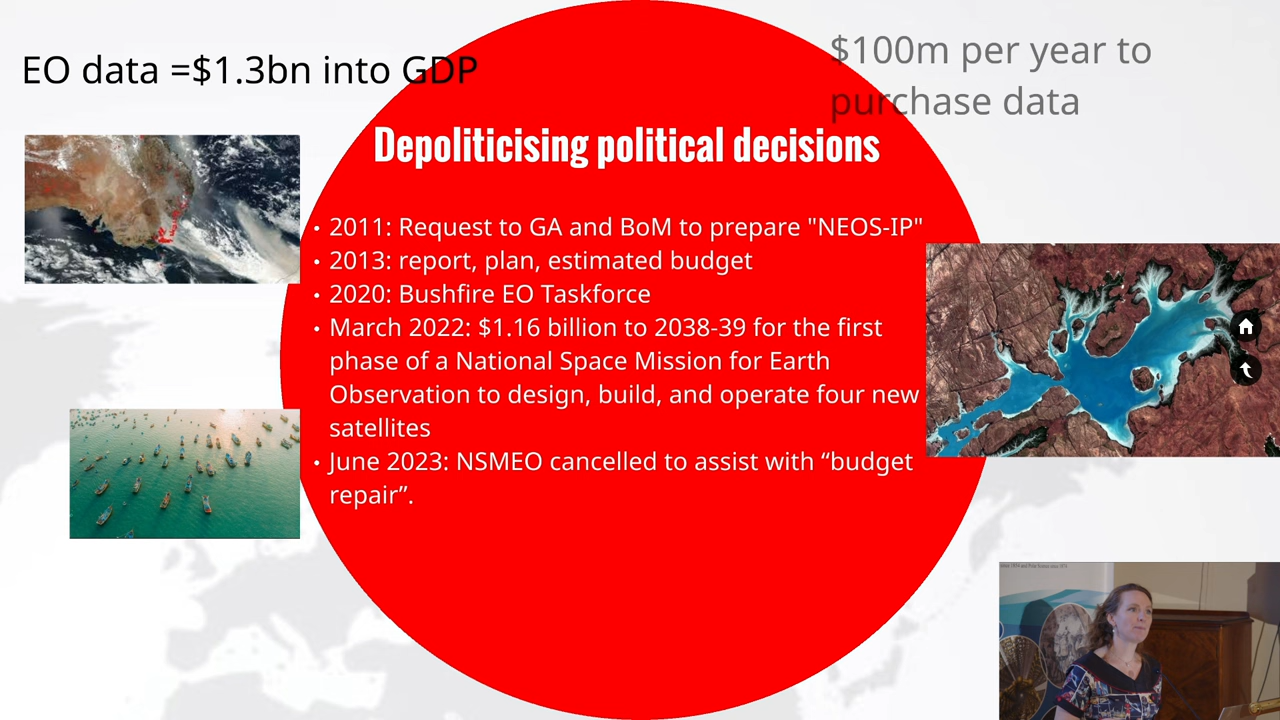 EO data =$1.3bn into GDP
$100m per year to
purchase data
Depoliticising political decisions
• 2011: Request to GA and BoM to prepare "NEOS-IP"
• 2013: report, plan, estimated budget
• 2020: Bushfire EO Taskforce
• March 2022: $1.16 billion to 2038-39 for the first
phase of a National Space Mission for Earth
Observation to design, build, and operate four new
satellites
• June 2023: NSMEO cancelled to assist with “budget
repair”.